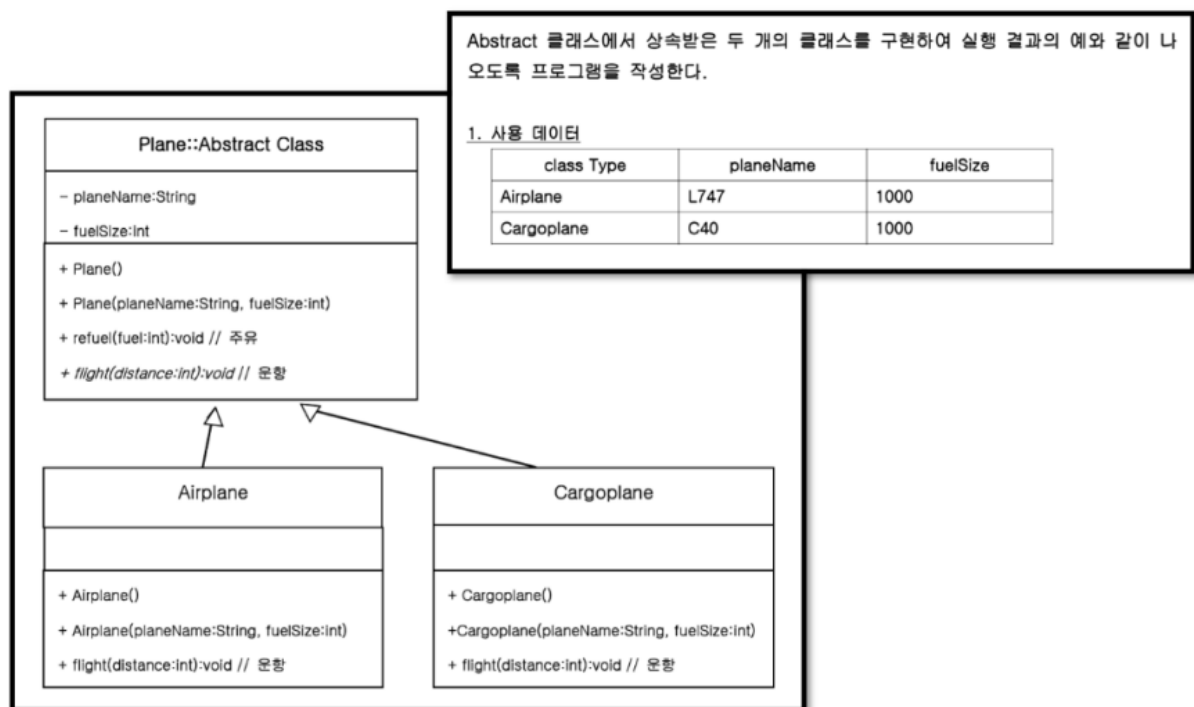 Abstract 클래스에서 상속받은 두 개의 클래스를 구현하여 실행 결과의 예와 같이 나
오도록 프로그램을 작성한다.
1. 사용 데이터
class Type planeName fuelSize
Airplane L747 1000
Cargoplane C40 1000
Plane::Abstract Class
- planeName:String
- fuelSize:int
+ Plane()
+ Plane(planeName:String, fuelSize:int)
+ refuel(fuel:int):void // 주유
+ flight(distance:int):void // 운항
Airplane
+ Airplane()
+ Airplane(planeName:String, fuelSize:int)
+ flight(distance:int):void // 운항
Cargoplane
+ Cargoplane()
+Cargoplane(planeName:String, fuelSize:int)
+ flight(distance:int):void // 운항